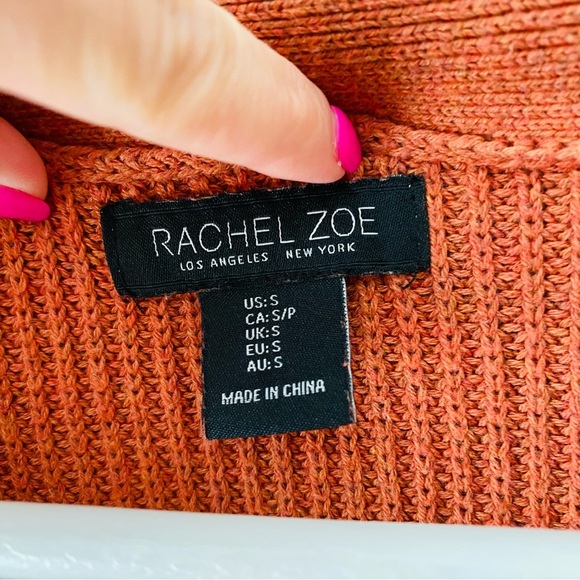 RACHEL ZOE
LOS ANGELES NEW YORK
US: S
CA: S/P
UK: S
EU: S
AU: S
MADE IN CHINA